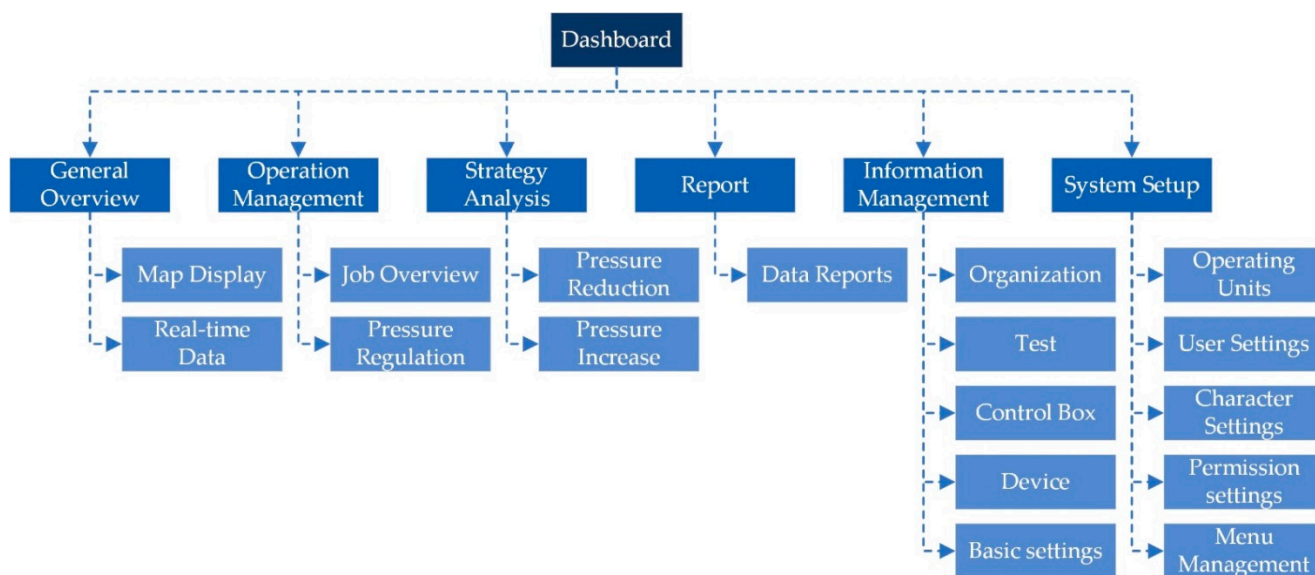 Dashboard
General
Overview
Operation
Management
Strategy
Analysis
Report
Information
Management
System Setup
Map Display
Real-time
Data
Job Overview
Pressure
Regulation
Pressure
Reduction
Pressure
Increase
Data Reports
Organization
Test
Control Box
Device
Basic settings
Operating
Units
User Settings
Character
Settings
Permission
settings
Menu
Management